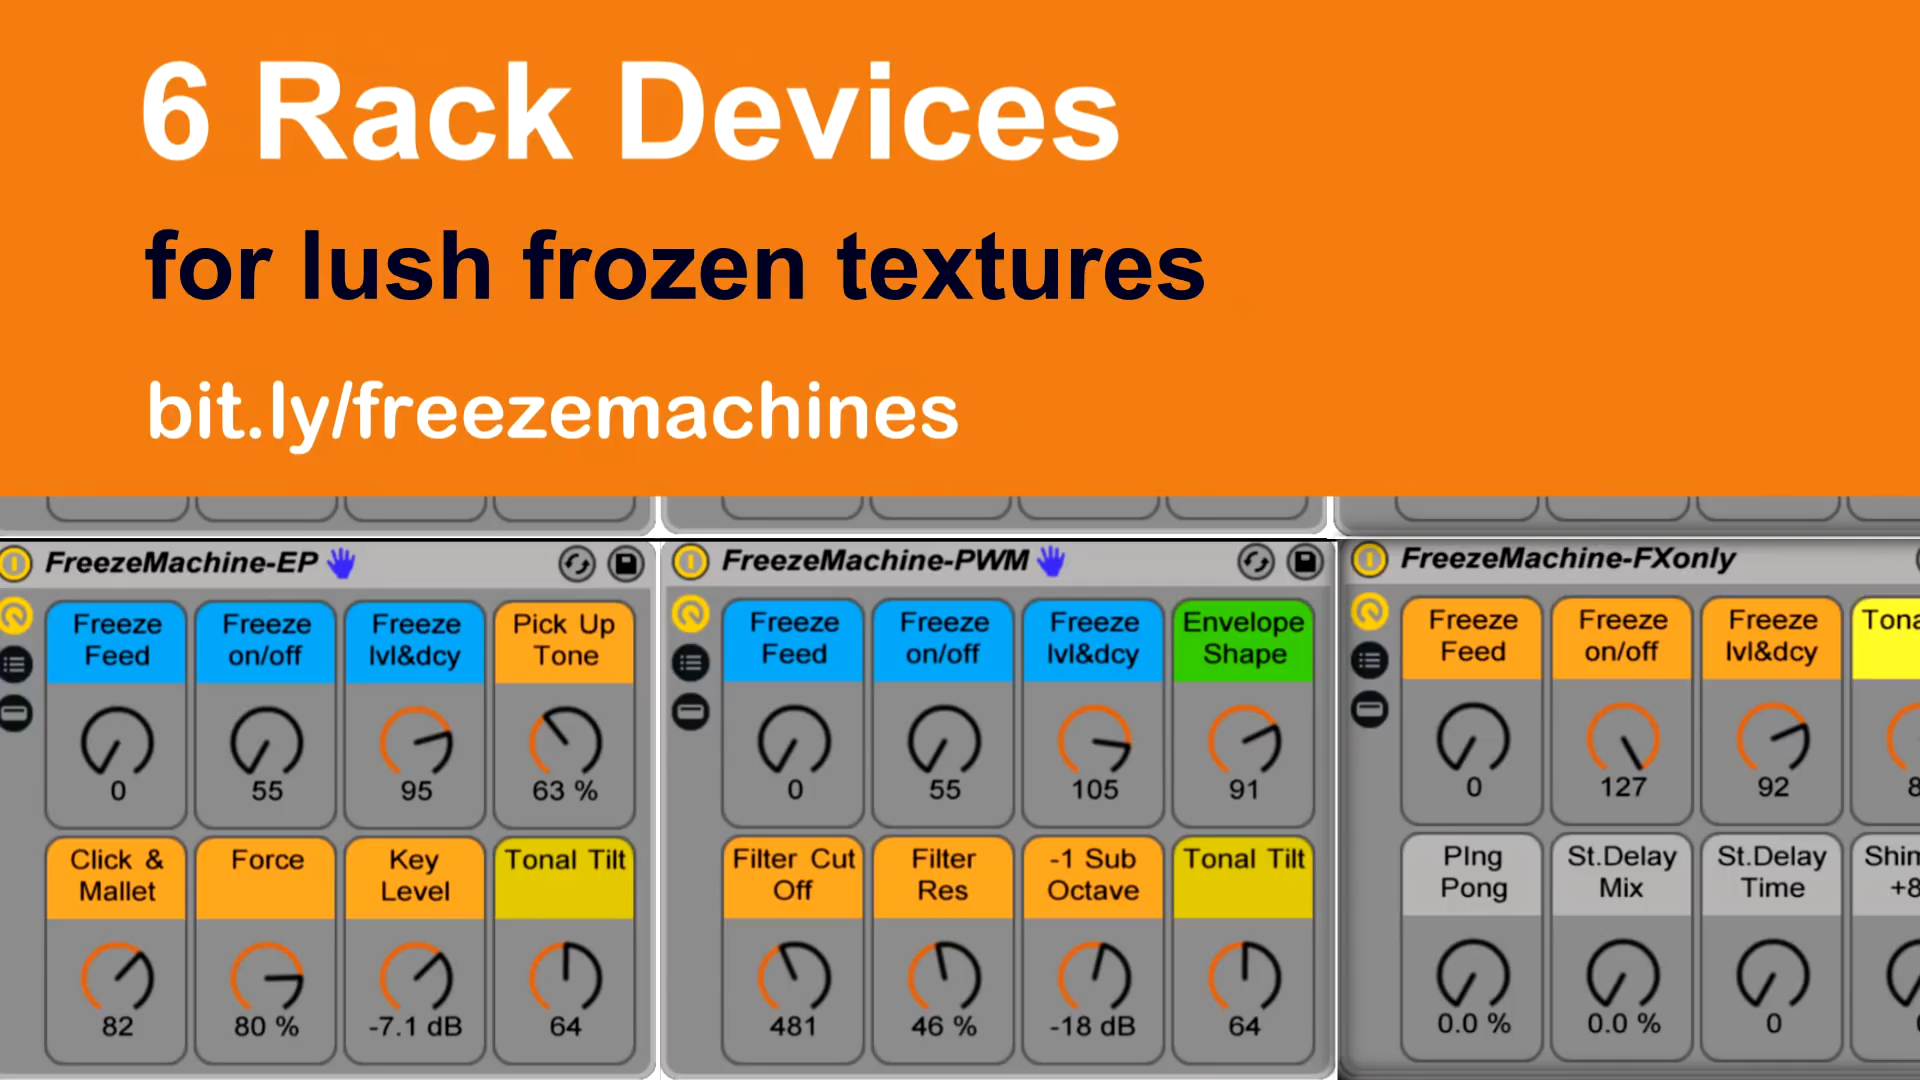 6 Rack Devices
for lush frozen textures
bit.ly/freezemachines
FreezeMachine-EP
Freeze Feed
Freeze on/off
Freeze lvl&dcy
Pick Up Tone
0
55
95
63 %
Click & Mallet
Force
Key Level
Tonal Tilt
82
80 %
-7.1 dB
64
FreezeMachine-PWM
Freeze Feed
Freeze on/off
Freeze lvl&dcy
Envelope Shape
0
55
105
91
Filter Cut Off
Filter Res
-1 Sub Octave
Tonal Tilt
481
46 %
-18 dB
64
FreezeMachine-FXonly
Freeze Feed
Freeze on/off
Freeze lvl&dcy
0
127
92
PIng Pong
St.Delay Mix
St.Delay Time
0.0 %
0.0 %
0